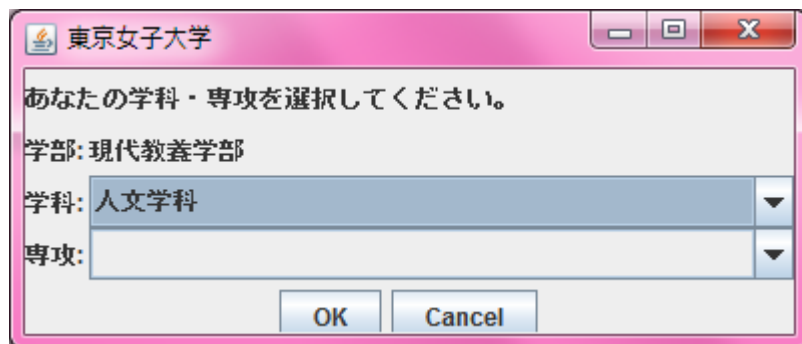 東京女子大学
あなたの学科・専攻を選択してください。
学部: 現代教養学部
学科: 人文学科
専攻:
OK Cancel